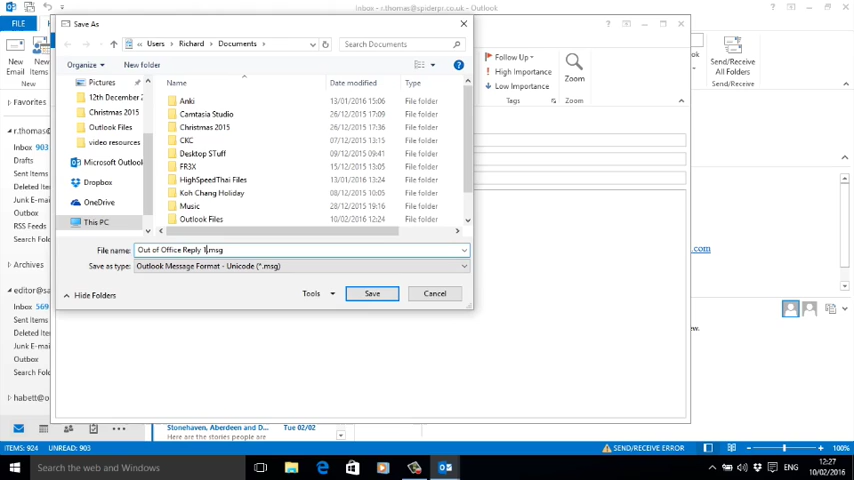 Inbox - r.thomas@spiderpr.co.uk - Outlook
FILE
New
Email
New
Items
Favorites
r.thomas@spiderpr.co.uk
Inbox 903
Drafts
Sent Items
Deleted Items
Junk E-mail
Outbox
RSS Feeds
Search Folders
Archives
editor@sa
Inbox 569
Sent Items
Deleted Items
Junk E-mail
Outbox
Search Folders
habett@o
Save As
Users
Richard
Documents
Search Documents
Organize
New folder
Pictures
12th December 2
Christmas 2015
Outlook Files
video resources
Microsoft Outlook
Dropbox
OneDrive
This PC
Name Date modified Type
Anki 13/01/2016 15:06 File folder
Camtasia Studio 26/12/2015 17:09 File folder
Christmas 2015 26/12/2015 17:36 File folder
CKC 07/12/2015 13:15 File folder
Desktop STuff 09/12/2015 09:41 File folder
FR3X 15/12/2015 13:05 File folder
HighSpeedThai Files 13/01/2016 13:24 File folder
Koh Chang Holiday 08/12/2015 10:05 File folder
Music 28/12/2015 19:16 File folder
Outlook Files 10/02/2016 12:24 File folder
File name: Out of Office Reply 1.msg
Save as type: Outlook Message Format - Unicode (*.msg)
Hide Folders
Tools
Save
Cancel
Follow Up
High Importance
Low Importance
Tags
Zoom
Zoom
Send/Receive
All Folders
Send/Receive
.com
ew.
Stonehaven, Aberdeen and D... Tue 02/02
Here are the stories people are
ITEMS: 924 UNREAD: 903
SEND/RECEIVE ERROR
100%
Search the web and Windows
ENG
12:27
10/02/2016